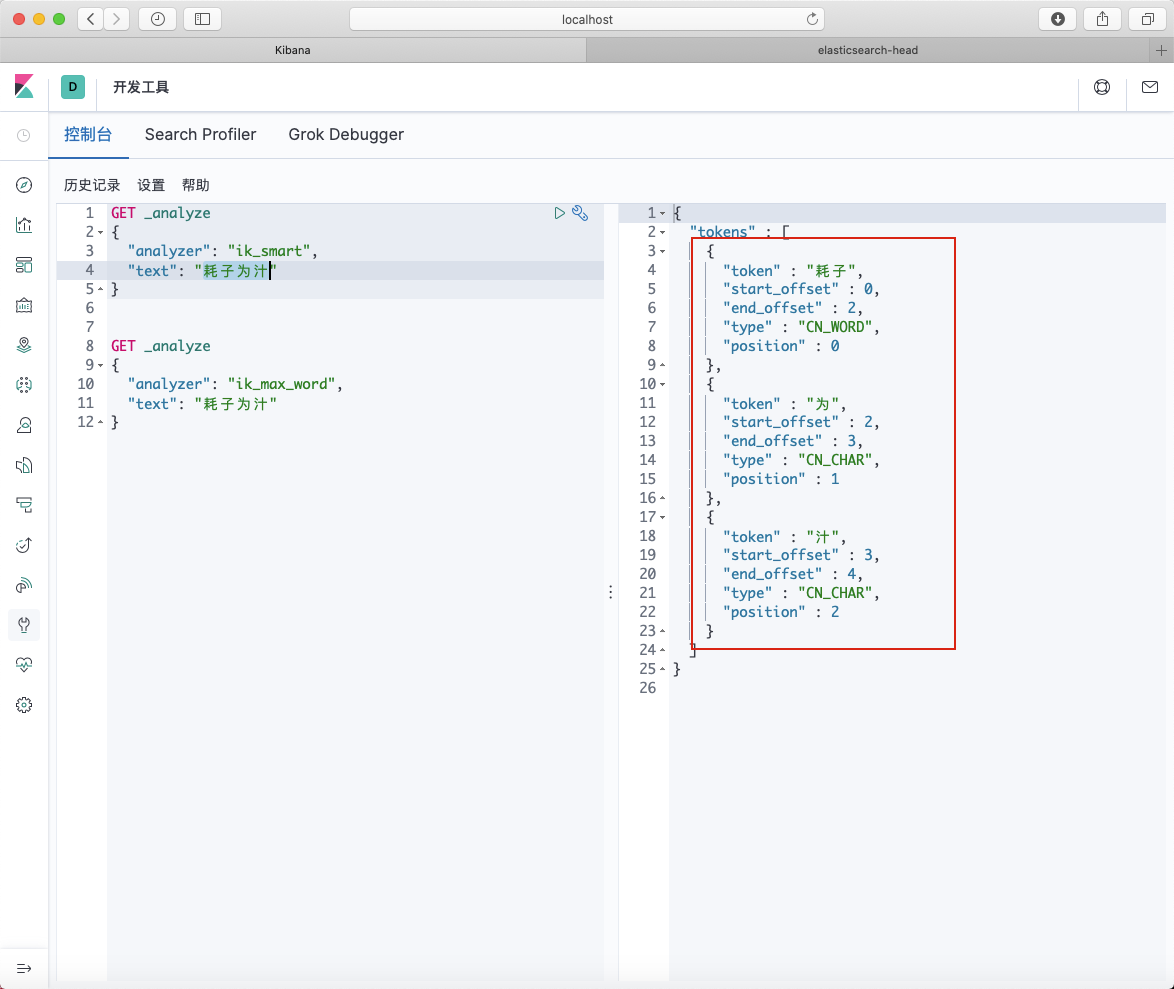 localhost
Kibana
elasticsearch-head
D
开发工具
控制台
Search Profiler
Grok Debugger
历史记录 设置 帮助
1 GET _analyze
2 {
3 "analyzer": "ik_smart",
4 "text": "耗子为汁"
5 }
6
7
8 GET _analyze
9 {
10 "analyzer": "ik_max_word",
11 "text": "耗子为汁"
12 }
1 {
2 "tokens" : [
3 {
4 "token" : "耗子",
5 "start_offset" : 0,
6 "end_offset" : 2,
7 "type" : "CN_WORD",
8 "position" : 0
9 },
10 {
11 "token" : "为",
12 "start_offset" : 2,
13 "end_offset" : 3,
14 "type" : "CN_CHAR",
15 "position" : 1
16 },
17 {
18 "token" : "汁",
19 "start_offset" : 3,
20 "end_offset" : 4,
21 "type" : "CN_CHAR",
22 "position" : 2
23 }
24 ]
25 }
26